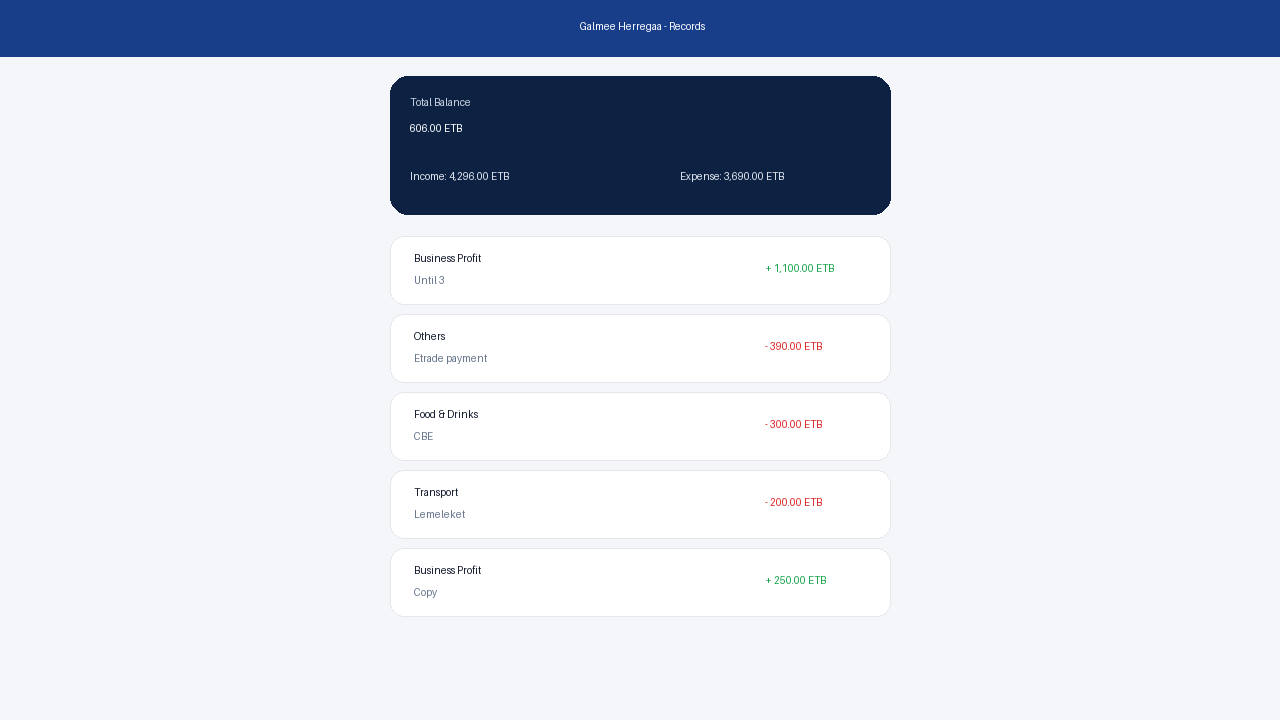 Galmee Herregaa - Records
Total Balance
606.00 ETB
Income: 4,296.00 ETB
Expense: 3,690.00 ETB
Business Profit
Until 3
+ 1,100.00 ETB
Others
Etrade payment
- 390.00 ETB
Food & Drinks
CBE
- 300.00 ETB
Transport
Lemeleket
- 200.00 ETB
Business Profit
Copy
+ 250.00 ETB